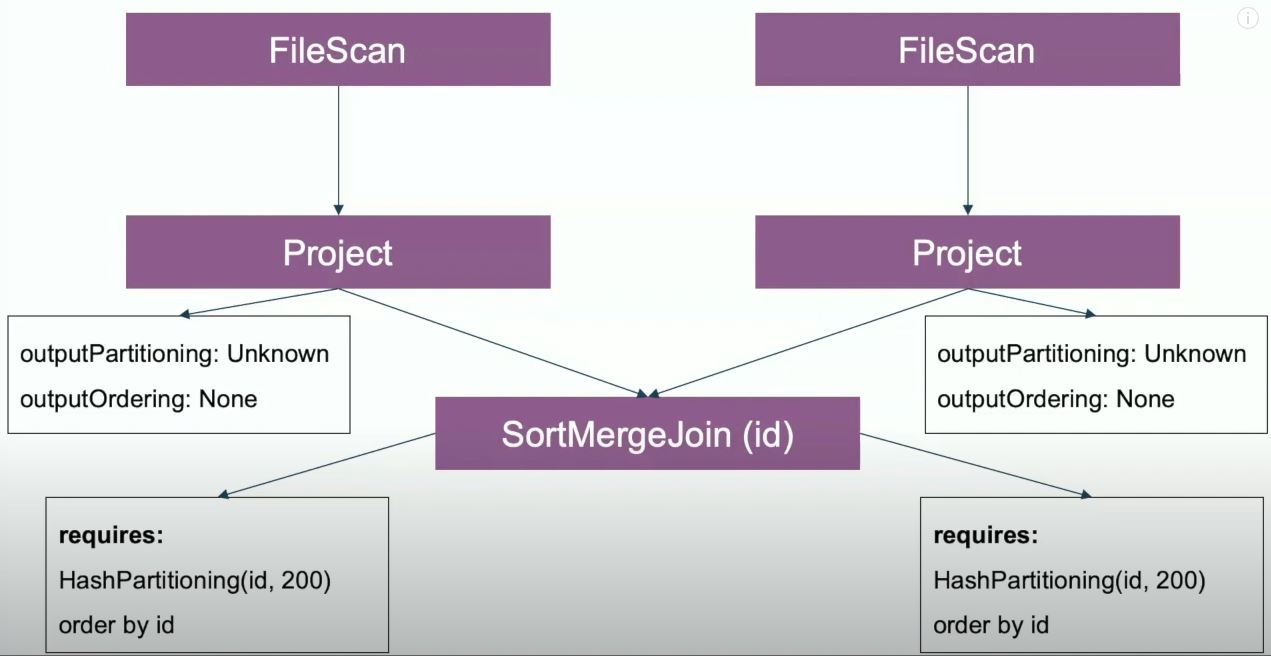 FileScan
FileScan
Project
Project
outputPartitioning: Unknown
outputOrdering: None
outputPartitioning: Unknown
outputOrdering: None
SortMergeJoin (id)
requires:
HashPartitioning(id, 200)
order by id
requires:
HashPartitioning(id, 200)
order by id